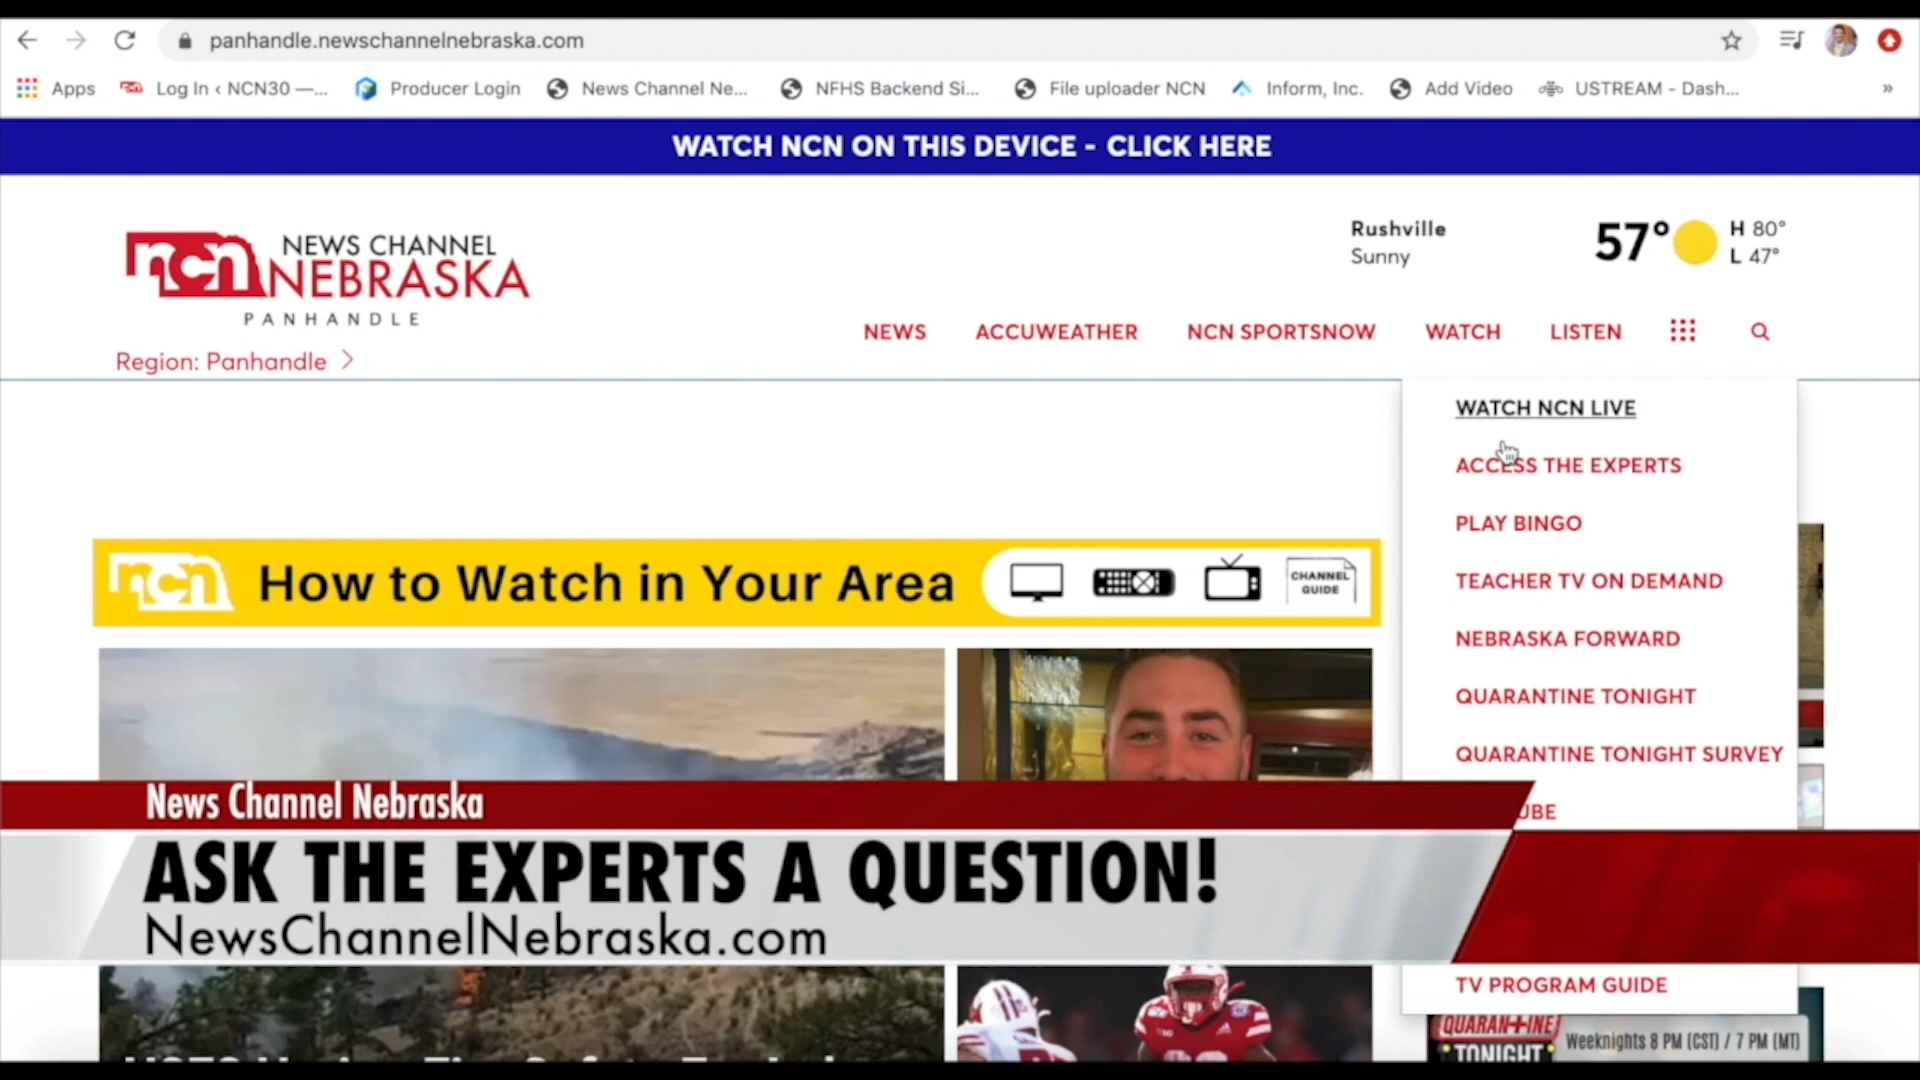 panhandle.newschannelnebraska.com
Apps
Log In ‹ NCN30 —...
Producer Login
News Channel Ne...
NFHS Backend Si...
File uploader NCN
Inform, Inc.
Add Video
USTREAM - Dash...
»
WATCH NCN ON THIS DEVICE - CLICK HERE
ncn
NEWS CHANNEL
NEBRASKA
PANHANDLE
Region: Panhandle
Rushville
Sunny
57°
H 80°
L 47°
NEWS
ACCUWEATHER
NCN SPORTSNOW
WATCH
LISTEN
WATCH NCN LIVE
ACCESS THE EXPERTS
PLAY BINGO
TEACHER TV ON DEMAND
NEBRASKA FORWARD
QUARANTINE TONIGHT
QUARANTINE TONIGHT SURVEY
UBE
TV PROGRAM GUIDE
ncn How to Watch in Your Area
CHANNEL
GUIDE
News Channel Nebraska
ASK THE EXPERTS A QUESTION!
NewsChannelNebraska.com
QUARANTINE
TONIGHT
Weeknights 8 PM (CST) / 7 PM (MT)